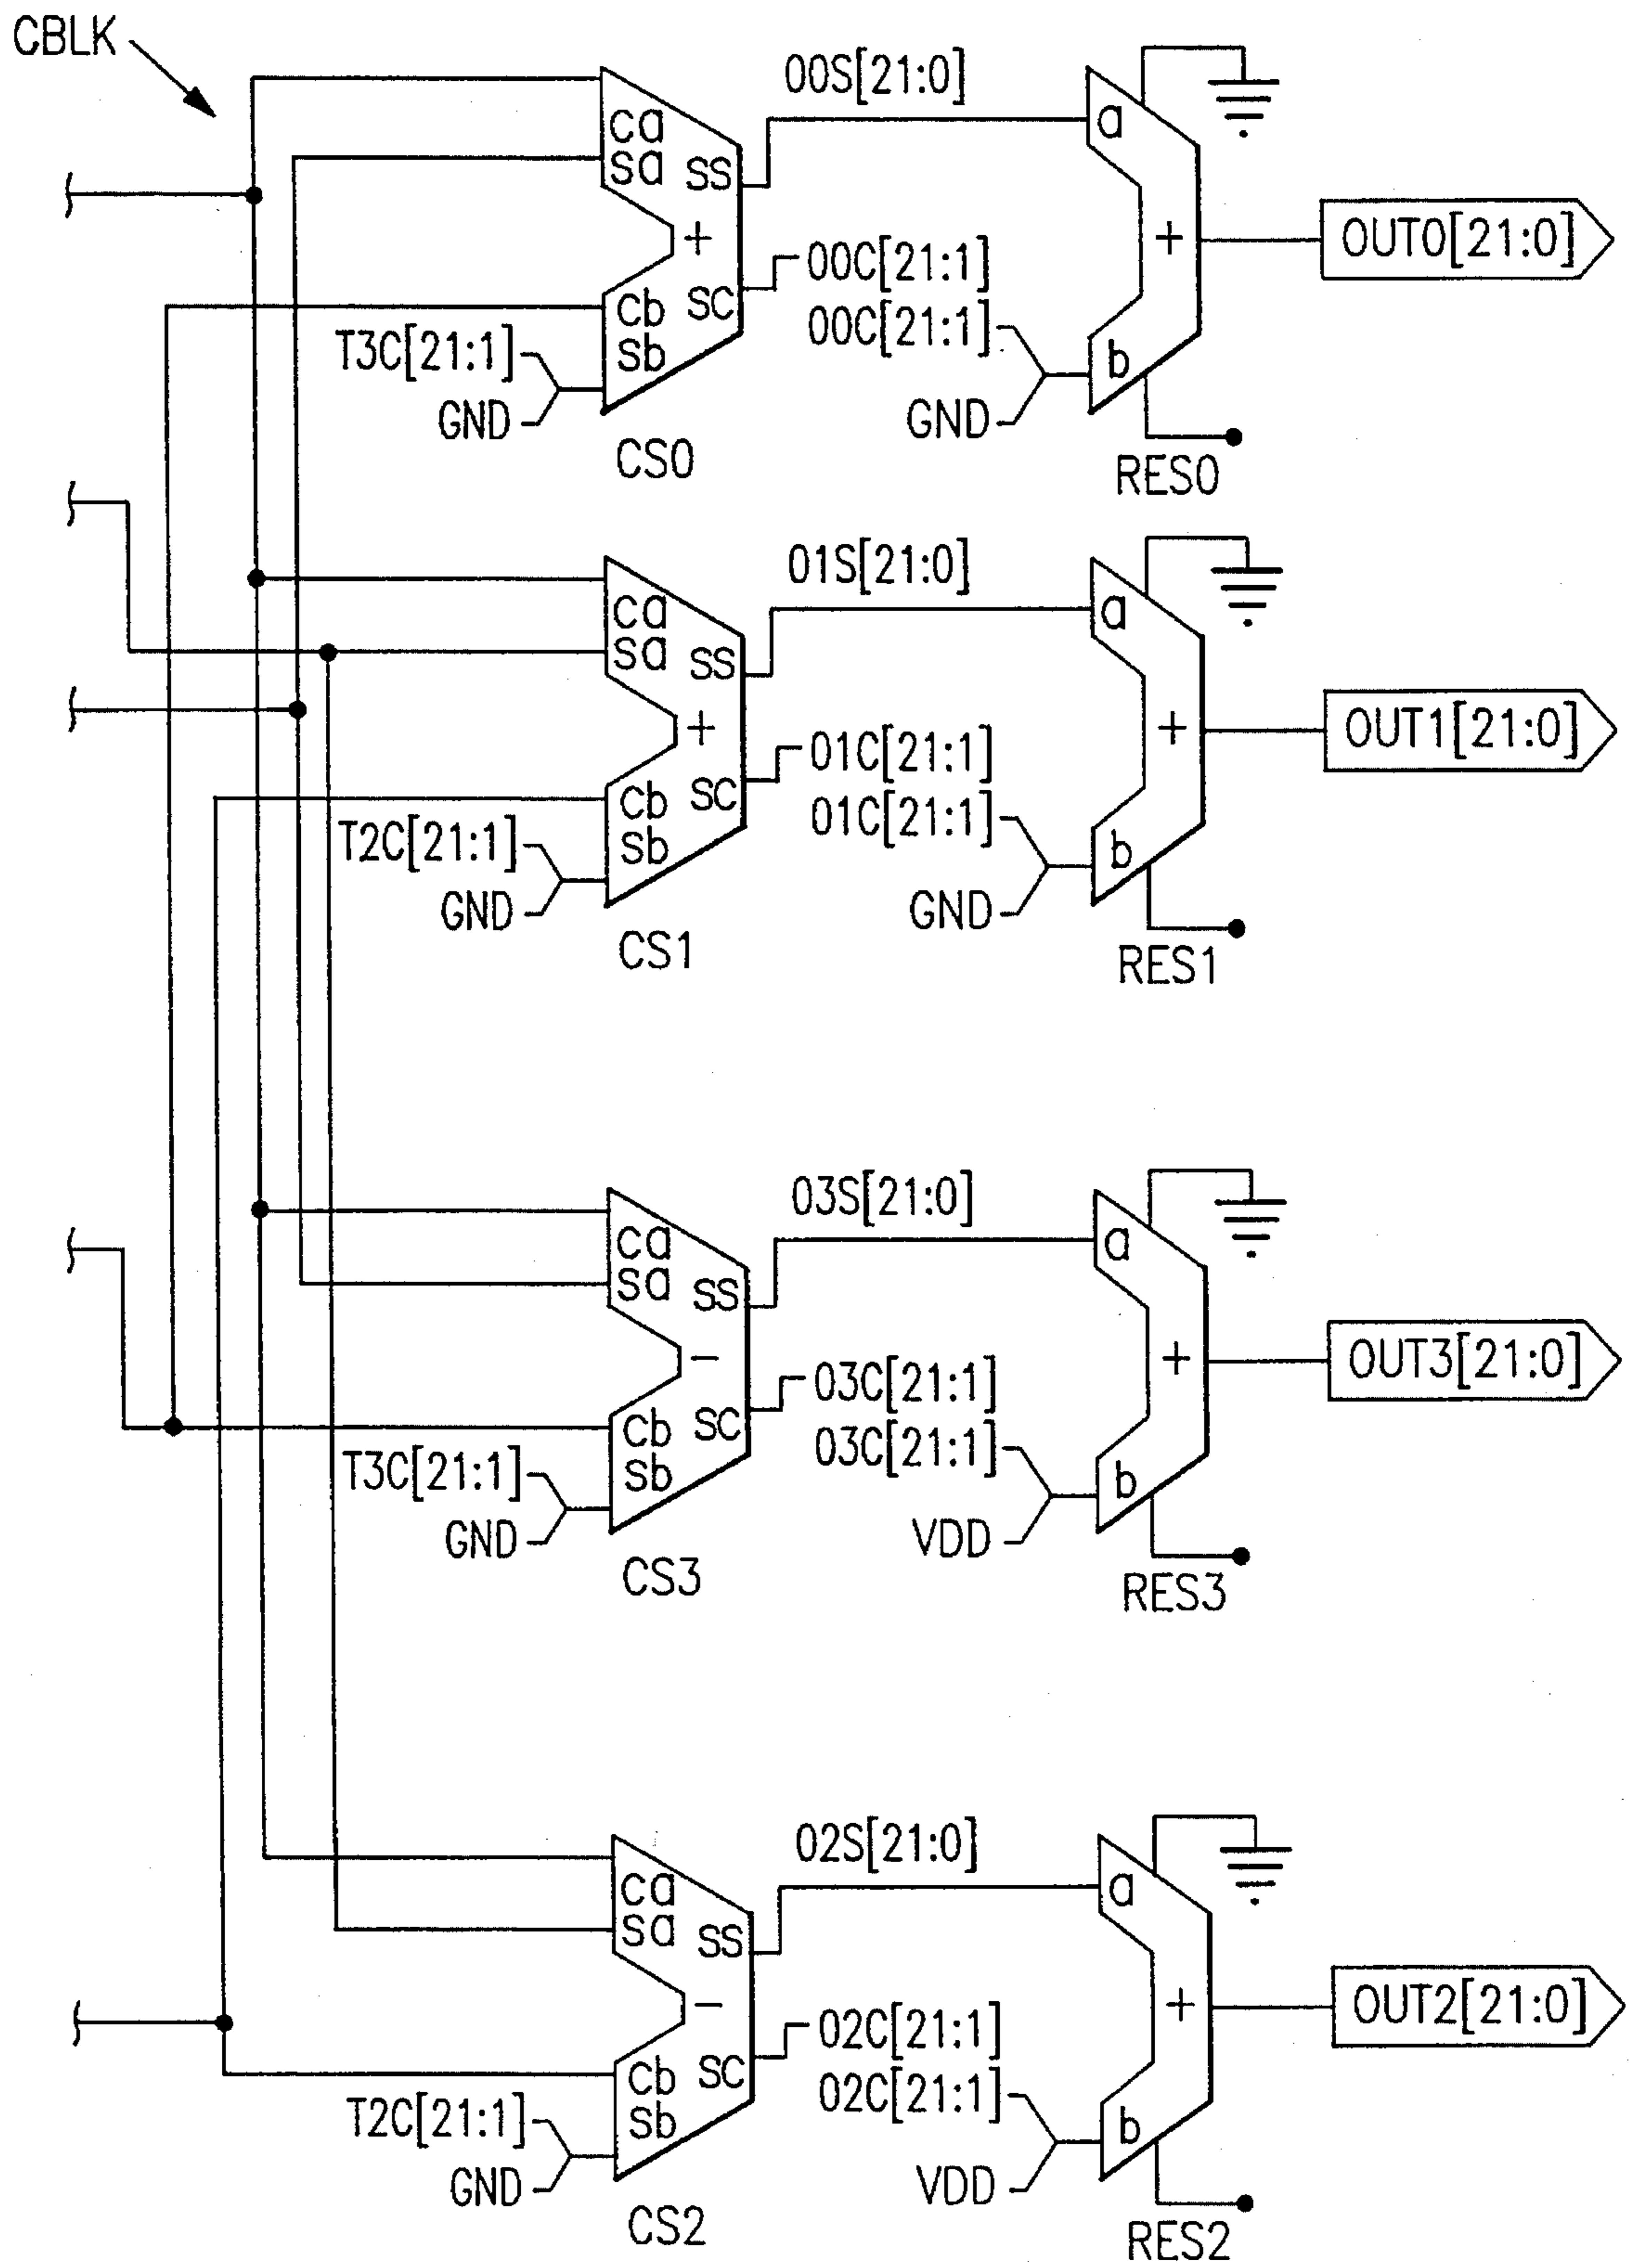 CBLK
00S[21:0]
ca
sa
SS
a
+
+
OUT0[21:0]
00C[21:1]
SC
Cb
Sb
T3C[21:1]
00C[21:1]
b
GND
GND
CS0
RES0
01S[21:0]
ca
sa
SS
a
+
+
OUT1[21:0]
01C[21:1]
SC
Cb
Sb
T2C[21:1]
01C[21:1]
b
GND
GND
CS1
RES1
03S[21:0]
ca
sa
SS
a
−
+
OUT3[21:0]
03C[21:1]
SC
Cb
Sb
T3C[21:1]
03C[21:1]
b
GND
VDD
CS3
RES3
02S[21:0]
ca
sa
SS
a
−
+
OUT2[21:0]
02C[21:1]
SC
Cb
Sb
T2C[21:1]
02C[21:1]
b
GND
VDD
CS2
RES2